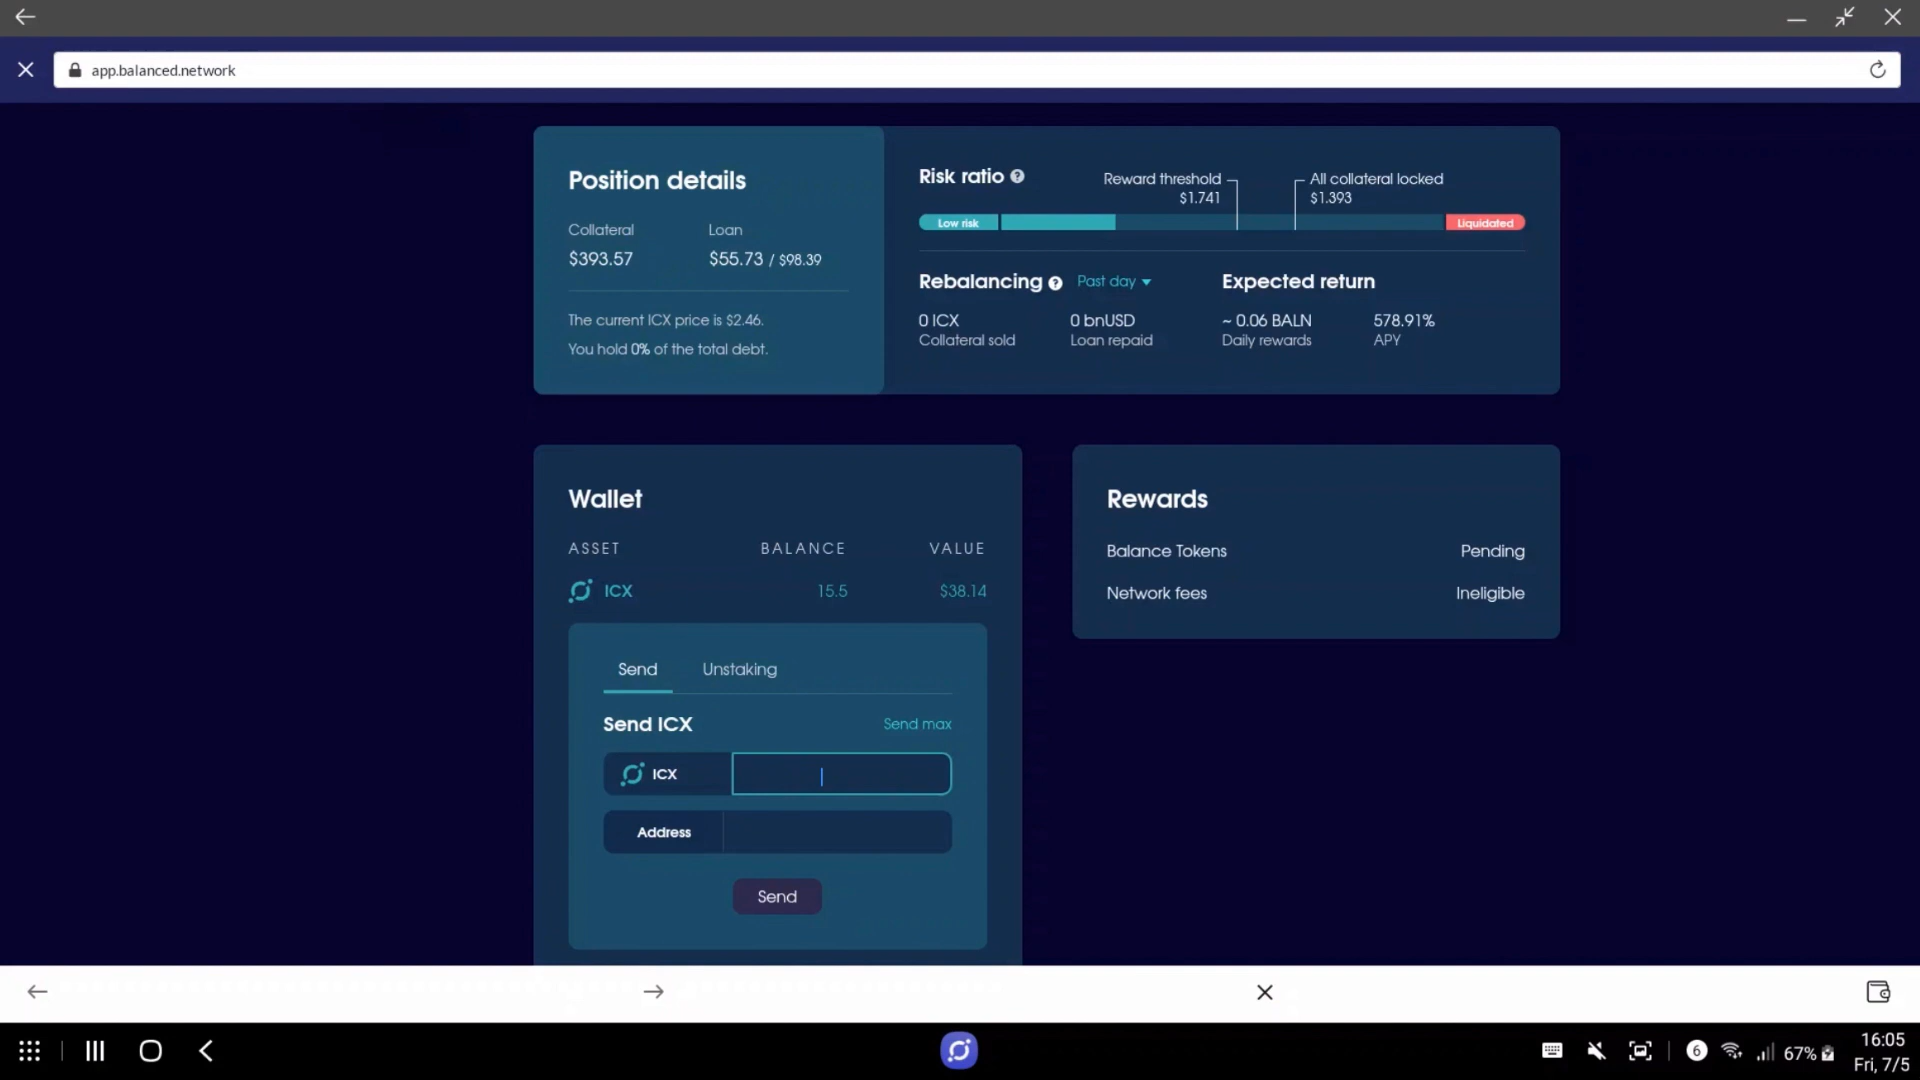 app.balanced.network
Position details
Collateral
Loan
$393.57
$55.73 / $98.39
The current ICX price is $2.46.
You hold 0% of the total debt.
Risk ratio ?
Reward threshold
$1.741
All collateral locked
$1.393
Low risk
Liquidated
Rebalancing ?
Past day
Expected return
0 ICX
Collateral sold
0 bnUSD
Loan repaid
~ 0.06 BALN
Daily rewards
578.91%
APY
Wallet
ASSET
BALANCE
VALUE
ICX
15.5
$38.14
Send
Unstaking
Send ICX
Send max
ICX
Address
Send
Rewards
Balance Tokens
Pending
Network fees
Ineligible
6
67%
16:05
Fri, 7/5